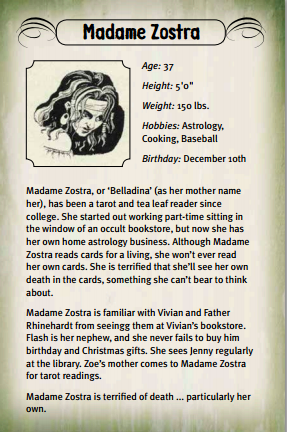 Madame Zostra
Age: 37
Height: 5'0"
Weight: 150 lbs.
Hobbies: Astrology,
Cooking, Baseball
Birthday: December 10th
Madame Zostra, or 'Belladina' (as her mother name
her), has been a tarot and tea leaf reader since
college. She started out working part-time sitting in
the window of an occult bookstore, but now she has
her own home astrology business. Although Madame
Zostra reads cards for a living, she won't ever read
her own cards. She is terrified that she'll see her own
death in the cards, something she can't bear to think
about.
Madame Zostra is familiar with Vivian and Father
Rhinehardt from seeingg them at Vivian's bookstore.
Flash is her nephew, and she never fails to buy him
birthday and Christmas gifts. She sees Jenny regularly
at the library. Zoe's mother comes to Madame Zostra
for tarot readings.
Madame Zostra is terrified of death ... particularly her
own.